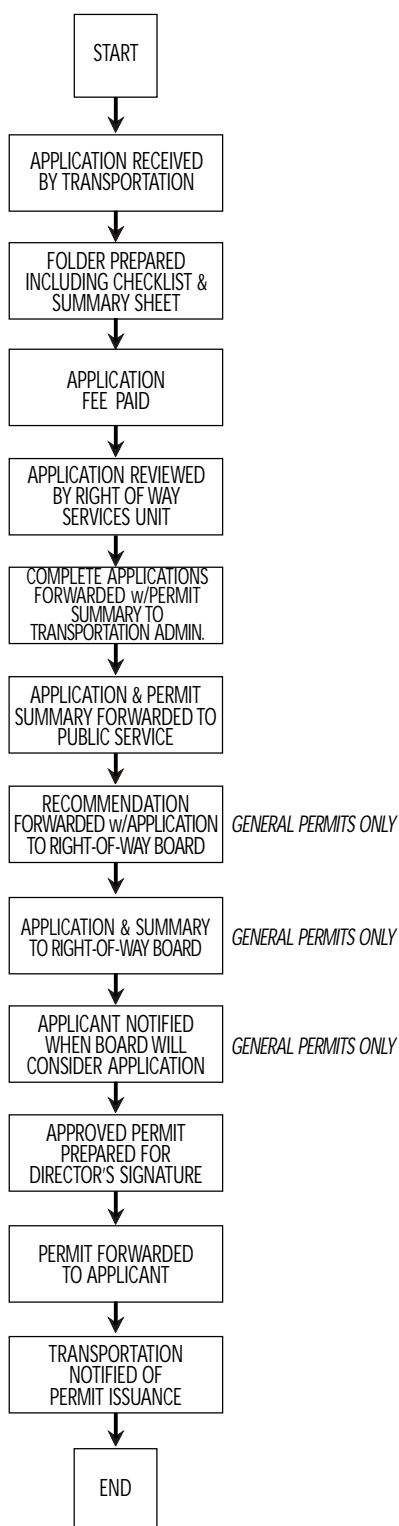 START
APPLICATION RECEIVED
BY TRANSPORTATION
FOLDER PREPARED
INCLUDING CHECKLIST &
SUMMARY SHEET
APPLICATION
FEE PAID
APPLICATION REVIEWED
BY RIGHT OF WAY
SERVICES UNIT
COMPLETE APPLICATIONS
FORWARDED w/PERMIT
SUMMARY TO
TRANSPORTATION ADMIN.
APPLICATION & PERMIT
SUMMARY FORWARDED TO
PUBLIC SERVICE
RECOMMENDATION
FORWARDED w/APPLICATION
TO RIGHT-OF-WAY BOARD
GENERAL PERMITS ONLY
APPLICATION & SUMMARY
TO RIGHT-OF-WAY BOARD
GENERAL PERMITS ONLY
APPLICANT NOTIFIED
WHEN BOARD WILL
CONSIDER APPLICATION
GENERAL PERMITS ONLY
APPROVED PERMIT
PREPARED FOR
DIRECTOR'S SIGNATURE
PERMIT FORWARDED
TO APPLICANT
TRANSPORTATION
NOTIFIED OF
PERMIT ISSUANCE
END